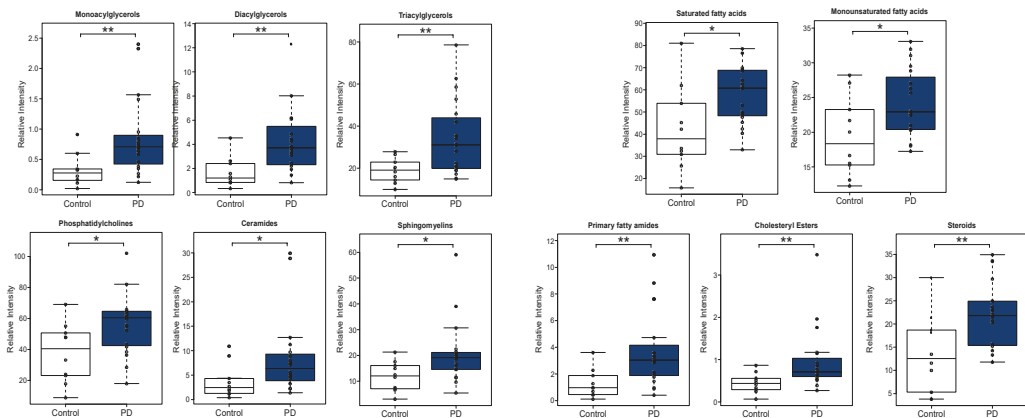 Monoacylglycerols
Relative Intensity
2.5
2.0
1.5
1.0
0.5
0.0
**
Control PD
Diacylglycerols
Relative Intensity
14
12
10
8
6
4
2
0
**
Control PD
Triacylglycerols
Relative Intensity
80
60
40
20
**
Control PD
Saturated fatty acids
Relative Intensity
90
80
70
60
50
40
30
20
*
Control PD
Monounsaturated fatty acids
Relative Intensity
35
30
25
20
15
*
Control PD
Phosphatidylcholines
Relative Intensity
100
80
60
40
20
*
Control PD
Ceramides
Relative Intensity
30
25
20
15
10
5
0
*
Control PD
Sphingomyelins
Relative Intensity
60
50
40
30
20
10
*
Control PD
Primary fatty amides
Relative Intensity
12
10
8
6
4
2
0
**
Control PD
Cholesteryl Esters
Relative Intensity
3
2
1
0
**
Control PD
Steroids
Relative Intensity
35
30
25
20
15
10
5
**
Control PD